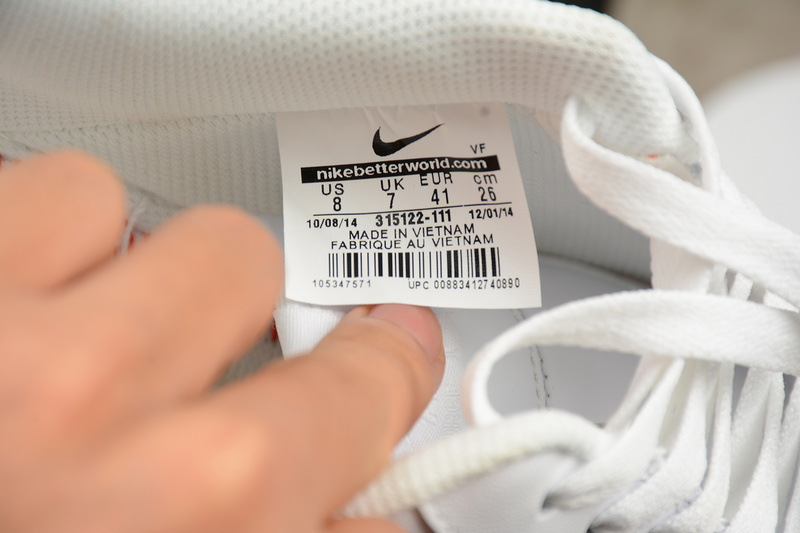 VF
nikebetterworld.com
US UK EUR cm
8 7 41 26
10/08/14 315122-111 12/01/14
MADE IN VIETNAM
FABRIQUE AU VIETNAM
105347571 UPC 00883412740890